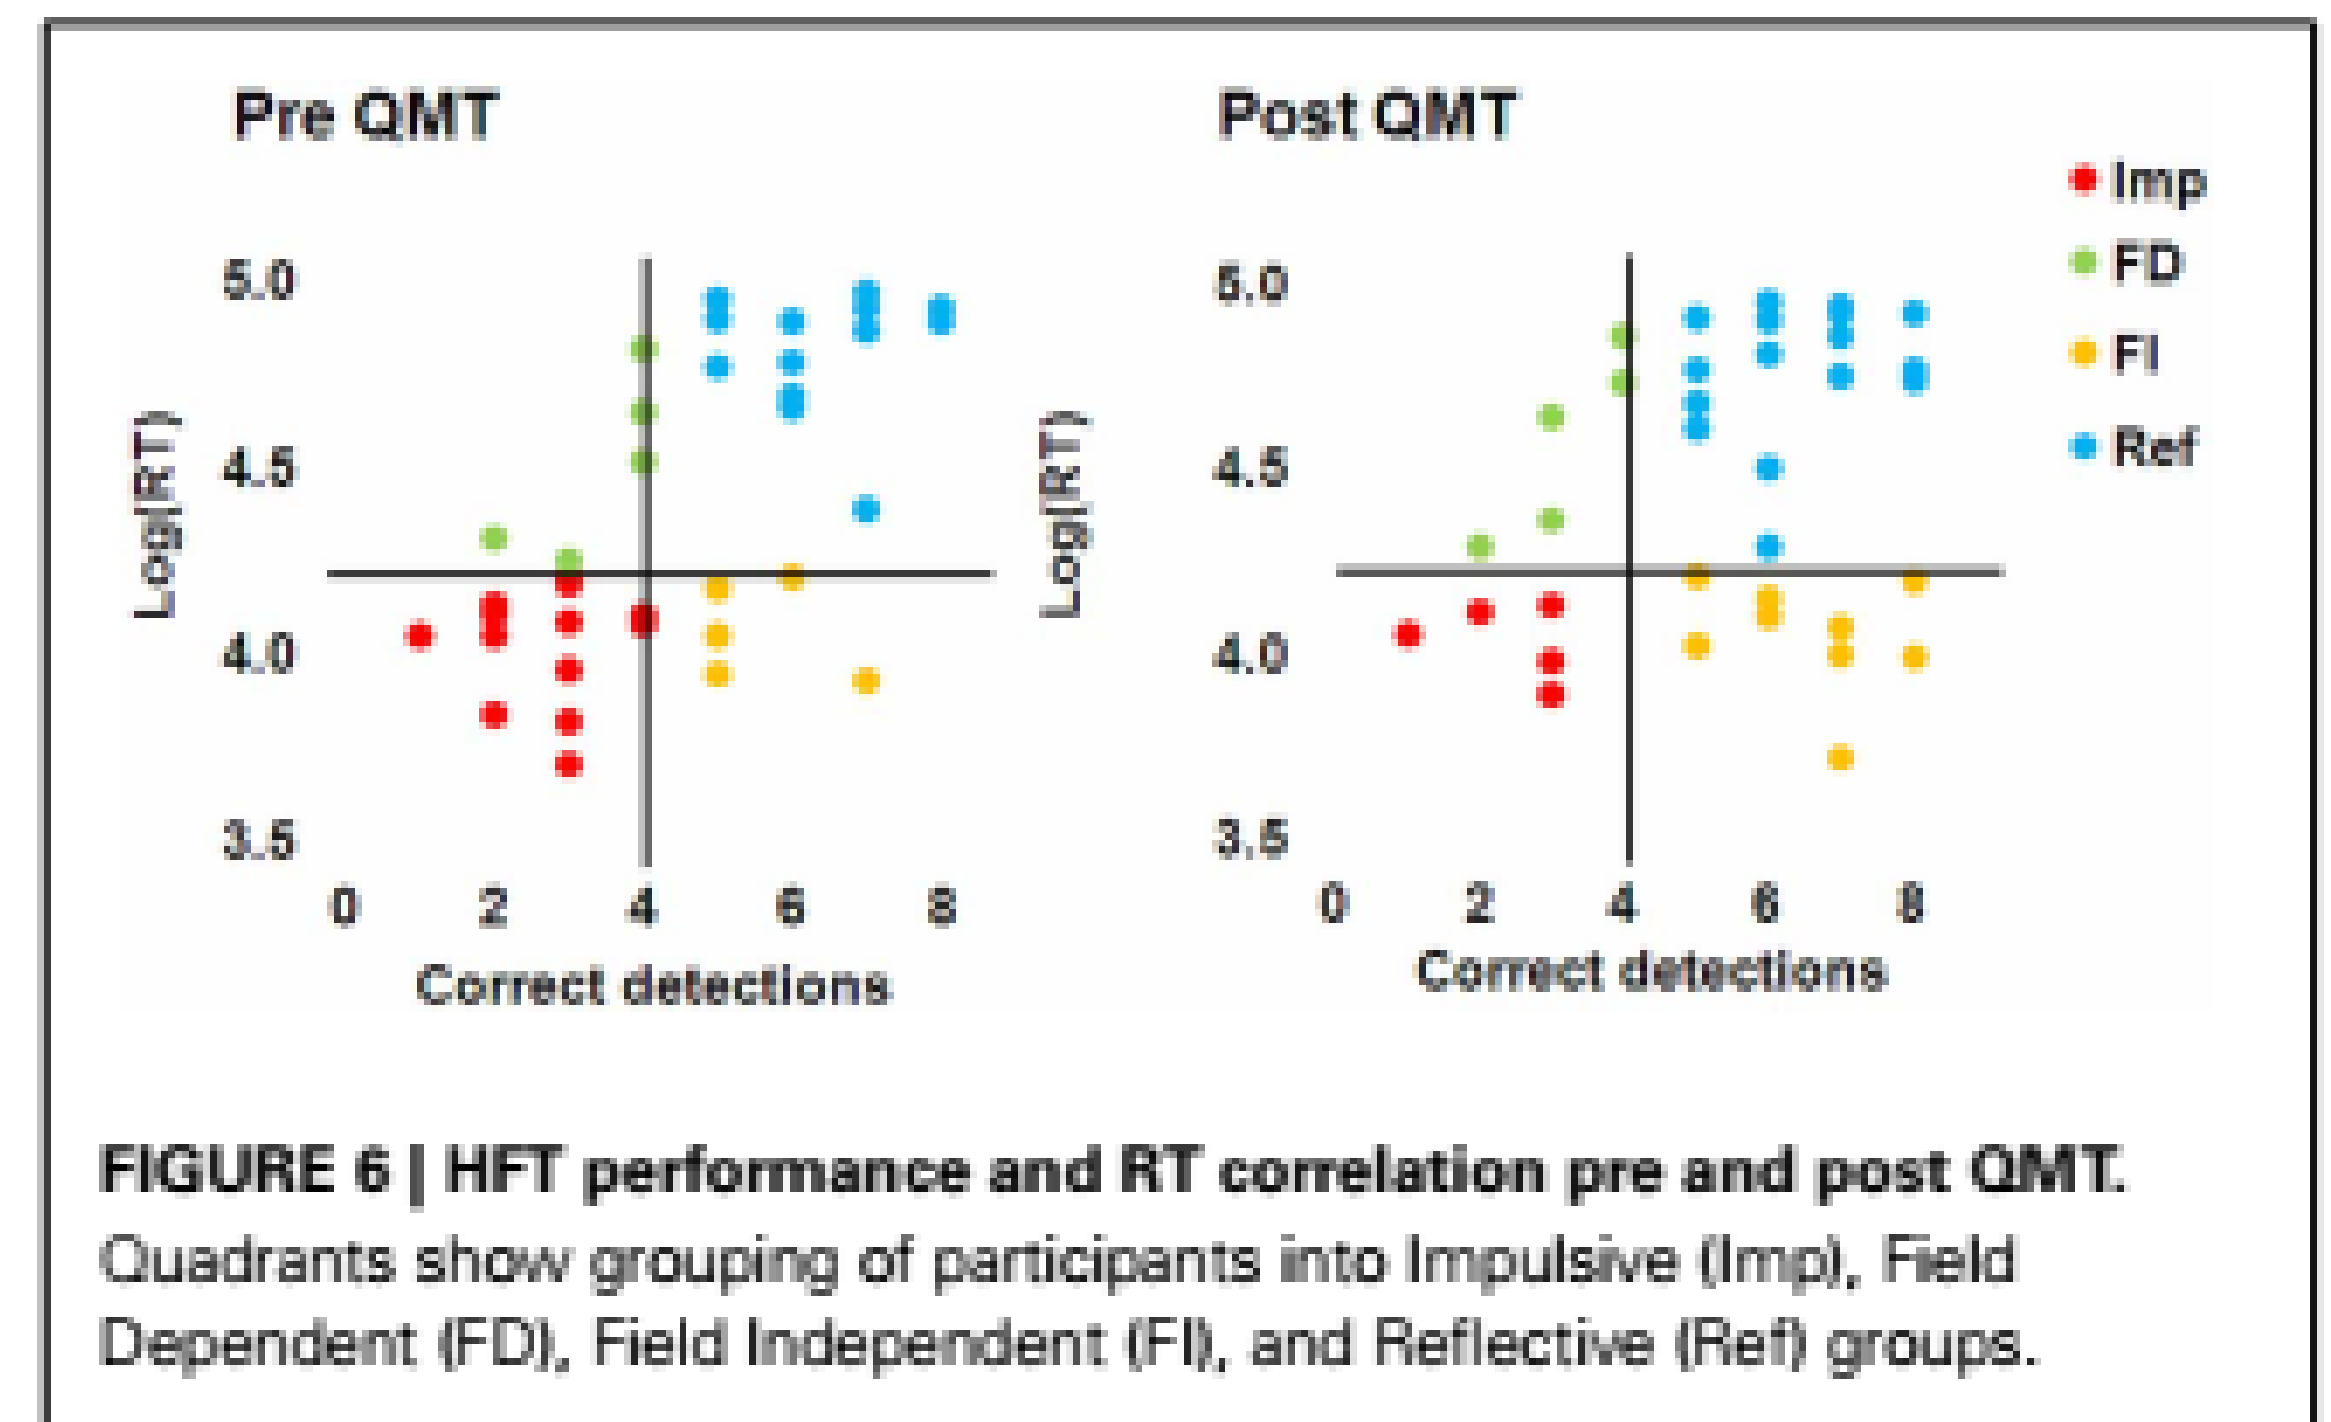 Pre QMT
5.0
4.5
4.0
3.5
Log(RT)
0 2 4 6 8
Correct detections
Post QMT
5.0
4.5
4.0
3.5
Log(RT)
0 2 4 6 8
Correct detections
Imp
FD
FI
Ref
FIGURE 6 | HFT performance and RT correlation pre and post QMT.
Quadrants show grouping of participants into Impulsive (Imp), Field
Dependent (FD), Field Independent (FI), and Reflective (Ref) groups.